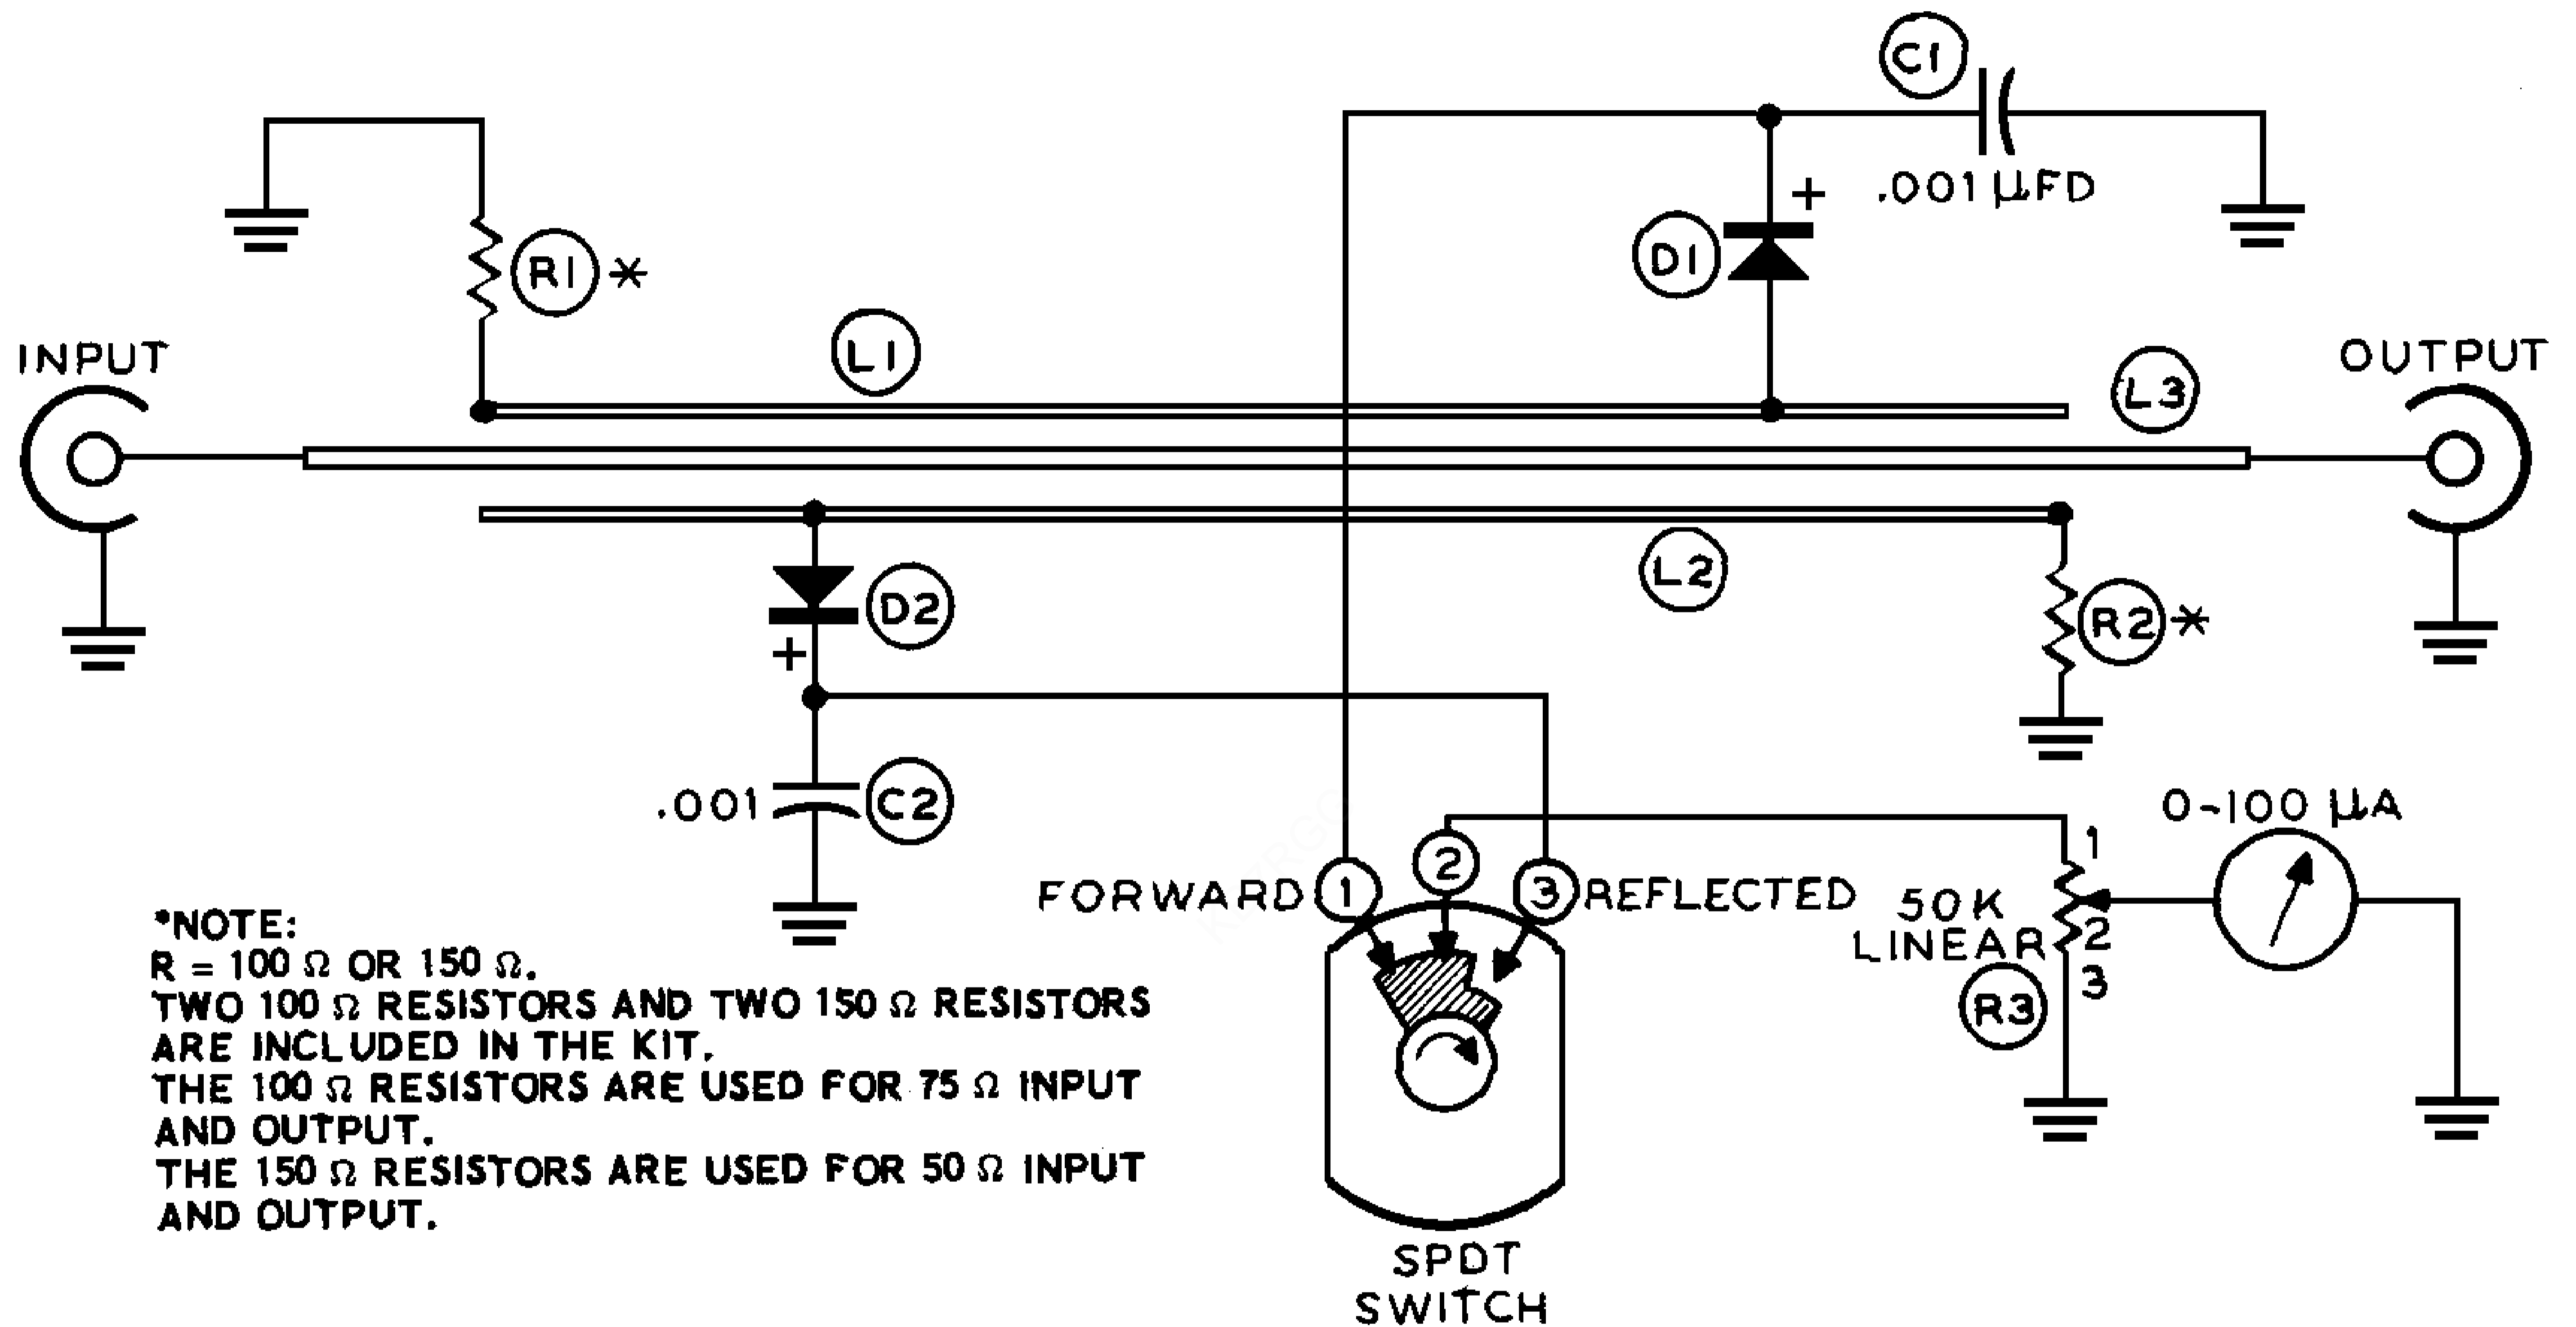 C1
.001 µFD
+
D1
R1*
L1
INPUT
OUTPUT
L3
L2
D2
+
R2*
.001
C2
0-100 µA
1
2
FORWARD 1
3 REFLECTED
50K
LINEAR
2
3
R3
*NOTE:
R = 100 Ω OR 150 Ω.
TWO 100 Ω RESISTORS AND TWO 150 Ω RESISTORS
ARE INCLUDED IN THE KIT.
THE 100 Ω RESISTORS ARE USED FOR 75 Ω INPUT
AND OUTPUT.
THE 150 Ω RESISTORS ARE USED FOR 50 Ω INPUT
AND OUTPUT.
SPDT
SWITCH